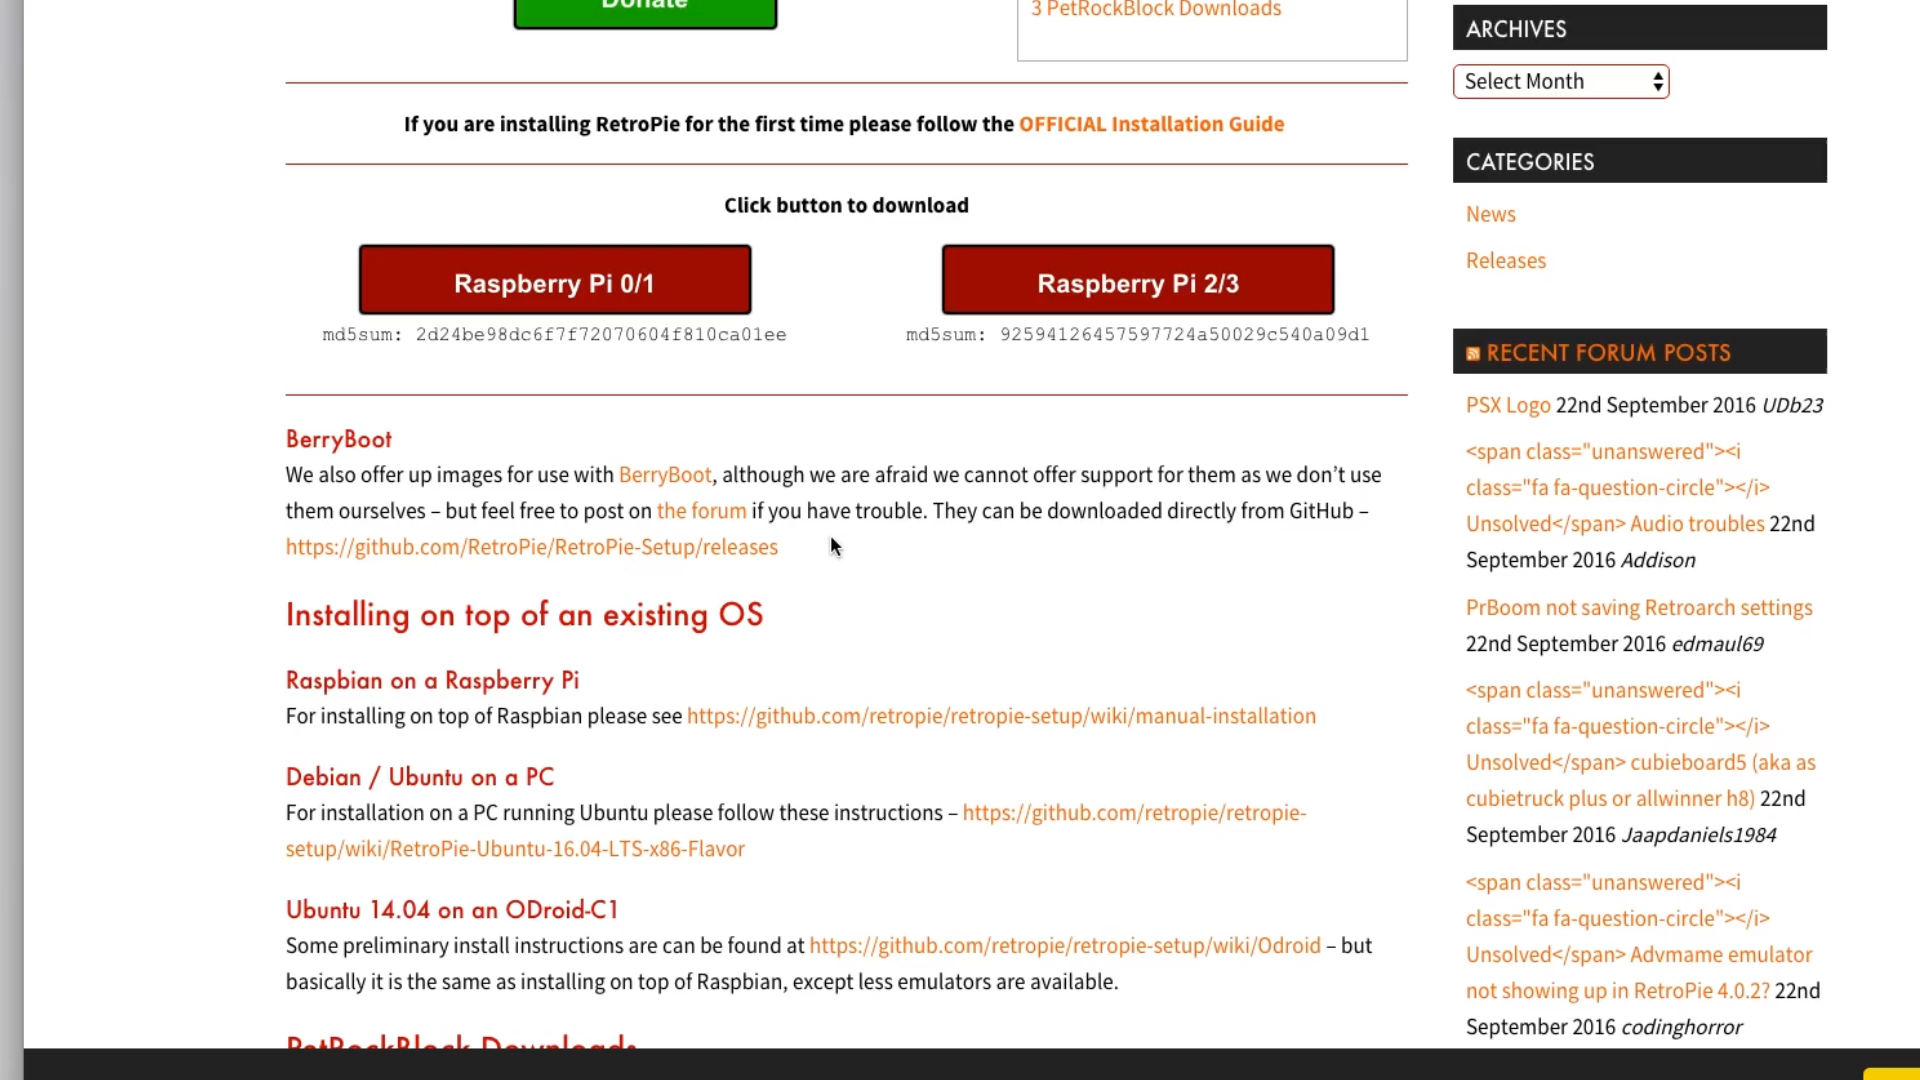 Donate
3 PetRockBlock Downloads
If you are installing RetroPie for the first time please follow the OFFICIAL Installation Guide
Click button to download
Raspberry Pi 0/1
Raspberry Pi 2/3
md5sum: 2d24be98dc6f7f72070604f810ca01ee
md5sum: 92594126457597724a50029c540a09d1
BerryBoot
We also offer up images for use with BerryBoot, although we are afraid we cannot offer support for them as we don’t use
them ourselves – but feel free to post on the forum if you have trouble. They can be downloaded directly from GitHub –
https://github.com/RetroPie/RetroPie-Setup/releases
Installing on top of an existing OS
Raspbian on a Raspberry Pi
For installing on top of Raspbian please see https://github.com/retropie/retropie-setup/wiki/manual-installation
Debian / Ubuntu on a PC
For installation on a PC running Ubuntu please follow these instructions – https://github.com/retropie/retropie-
setup/wiki/RetroPie-Ubuntu-16.04-LTS-x86-Flavor
Ubuntu 14.04 on an ODroid-C1
Some preliminary install instructions are can be found at https://github.com/retropie/retropie-setup/wiki/Odroid – but
basically it is the same as installing on top of Raspbian, except less emulators are available.
PetRockBlock Downloads
ARCHIVES
Select Month
CATEGORIES
News
Releases
RECENT FORUM POSTS
PSX Logo 22nd September 2016 UDb23
<span class="unanswered"><i
class="fa fa-question-circle"></i>
Unsolved</span> Audio troubles 22nd
September 2016 Addison
PrBoom not saving Retroarch settings
22nd September 2016 edmaul69
<span class="unanswered"><i
class="fa fa-question-circle"></i>
Unsolved</span> cubieboard5 (aka as
cubietruck plus or allwinner h8) 22nd
September 2016 Jaapdaniels1984
<span class="unanswered"><i
class="fa fa-question-circle"></i>
Unsolved</span> Advmame emulator
not showing up in RetroPie 4.0.2? 22nd
September 2016 codinghorror